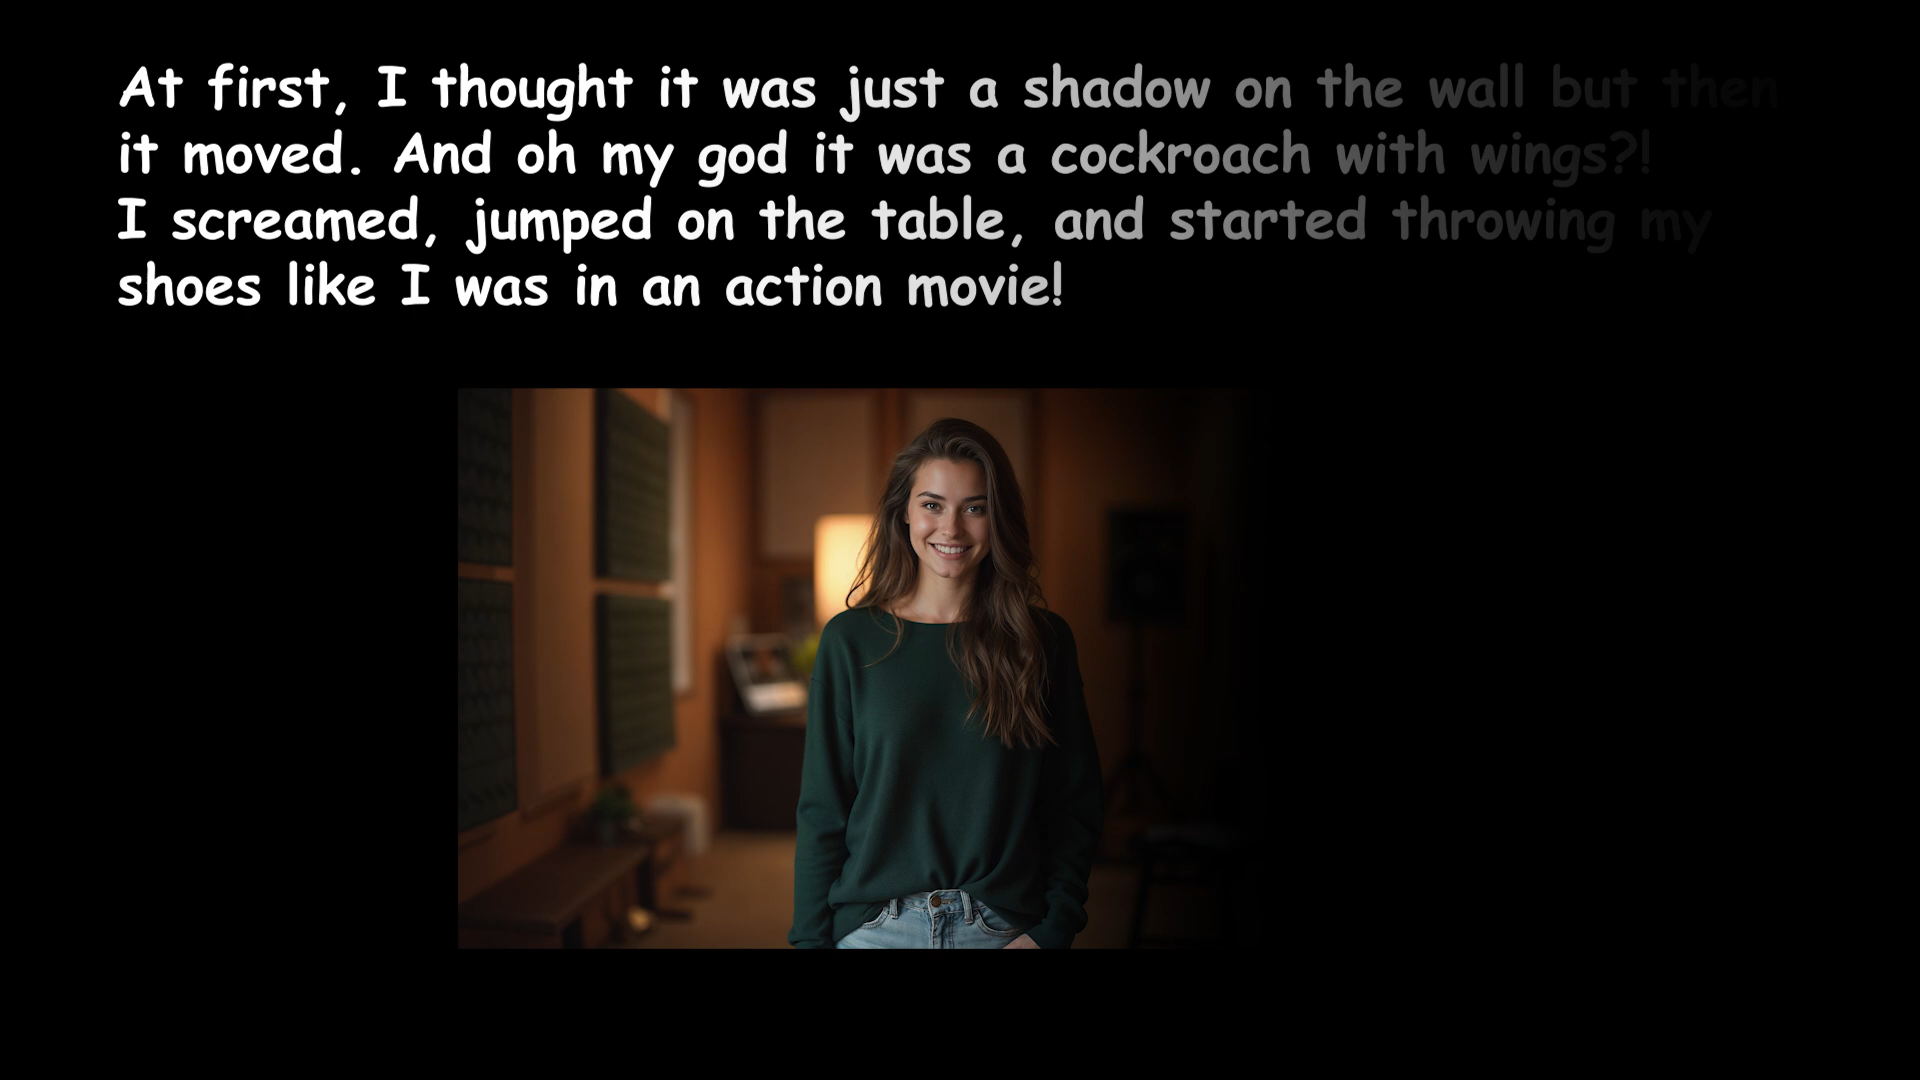 At first, I thought it was just a shadow on the wall but then
it moved. And oh my god it was a cockroach with wings?!
I screamed, jumped on the table, and started throwing my
shoes like I was in an action movie!